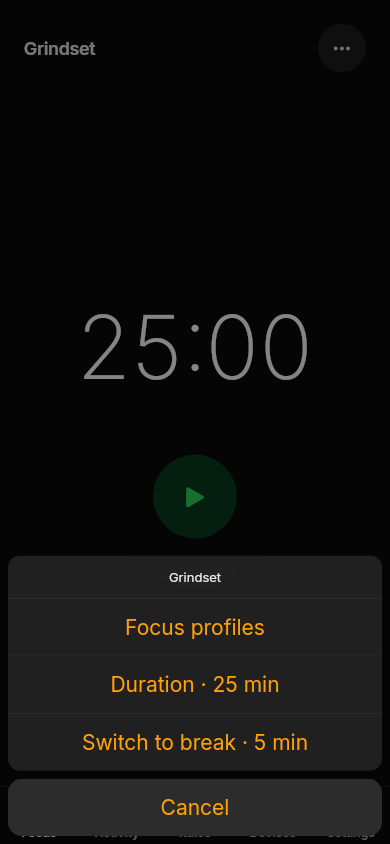 Grindset
25:00
Grindset
Focus profiles
Duration · 25 min
Switch to break · 5 min
Cancel